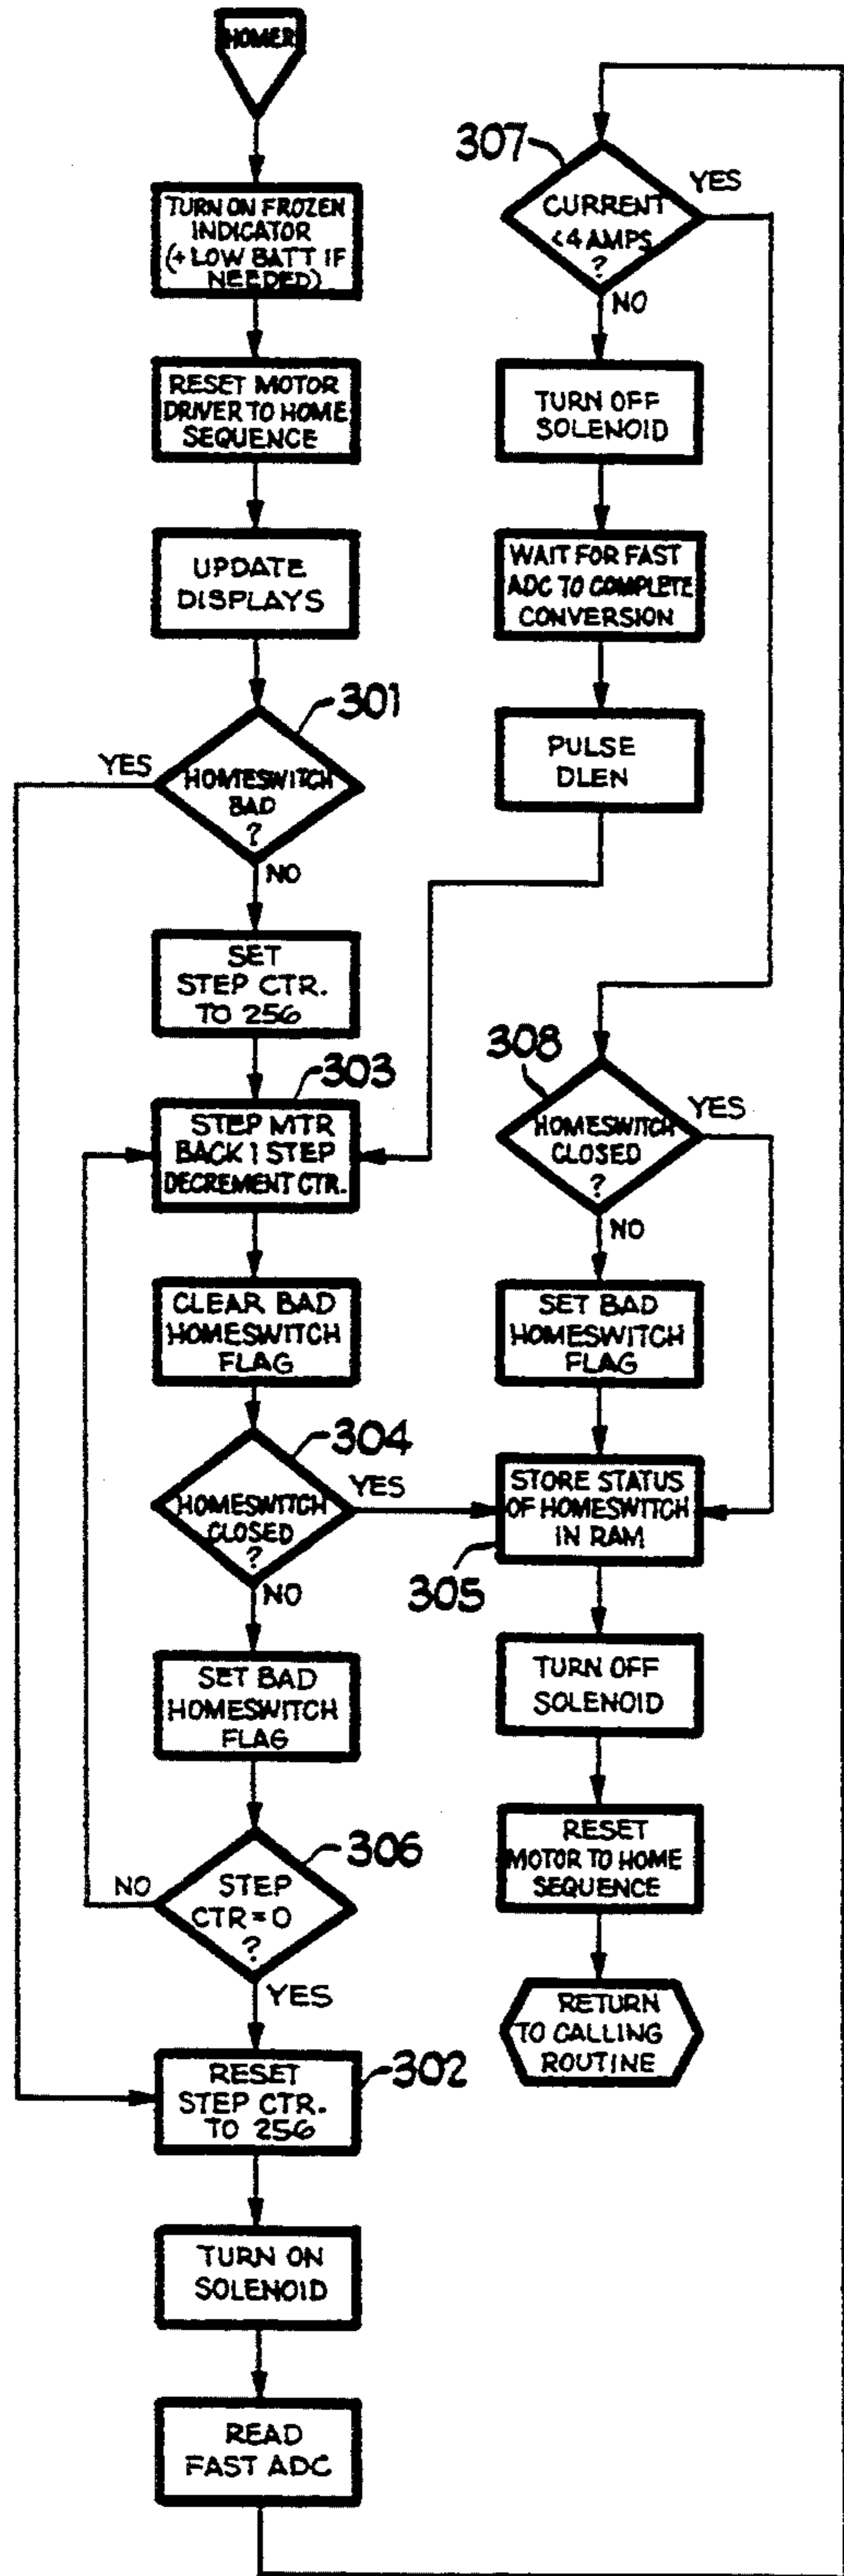 HOMER
TURN ON FROZEN
INDICATOR
(+ LOW BATT IF
NEEDED)
RESET MOTOR
DRIVER TO HOME
SEQUENCE
UPDATE
DISPLAYS
301
YES
HOMESWITCH
BAD
?
NO
SET
STEP CTR.
TO 256
303
STEP MTR
BACK 1 STEP
DECREMENT CTR.
CLEAR BAD
HOMESWITCH
FLAG
304
HOMESWITCH
CLOSED
?
YES
NO
SET BAD
HOMESWITCH
FLAG
306
NO
STEP
CTR=0
?
YES
302
RESET
STEP CTR.
TO 256
TURN ON
SOLENOID
READ
FAST ADC
307
YES
CURRENT
<4 AMPS
?
NO
TURN OFF
SOLENOID
WAIT FOR FAST
ADC TO COMPLETE
CONVERSION
PULSE
DLEN
308
HOMESWITCH
CLOSED
?
YES
NO
SET BAD
HOMESWITCH
FLAG
STORE STATUS
OF HOMESWITCH
IN RAM
305
TURN OFF
SOLENOID
RESET
MOTOR TO HOME
SEQUENCE
RETURN
TO CALLING
ROUTINE